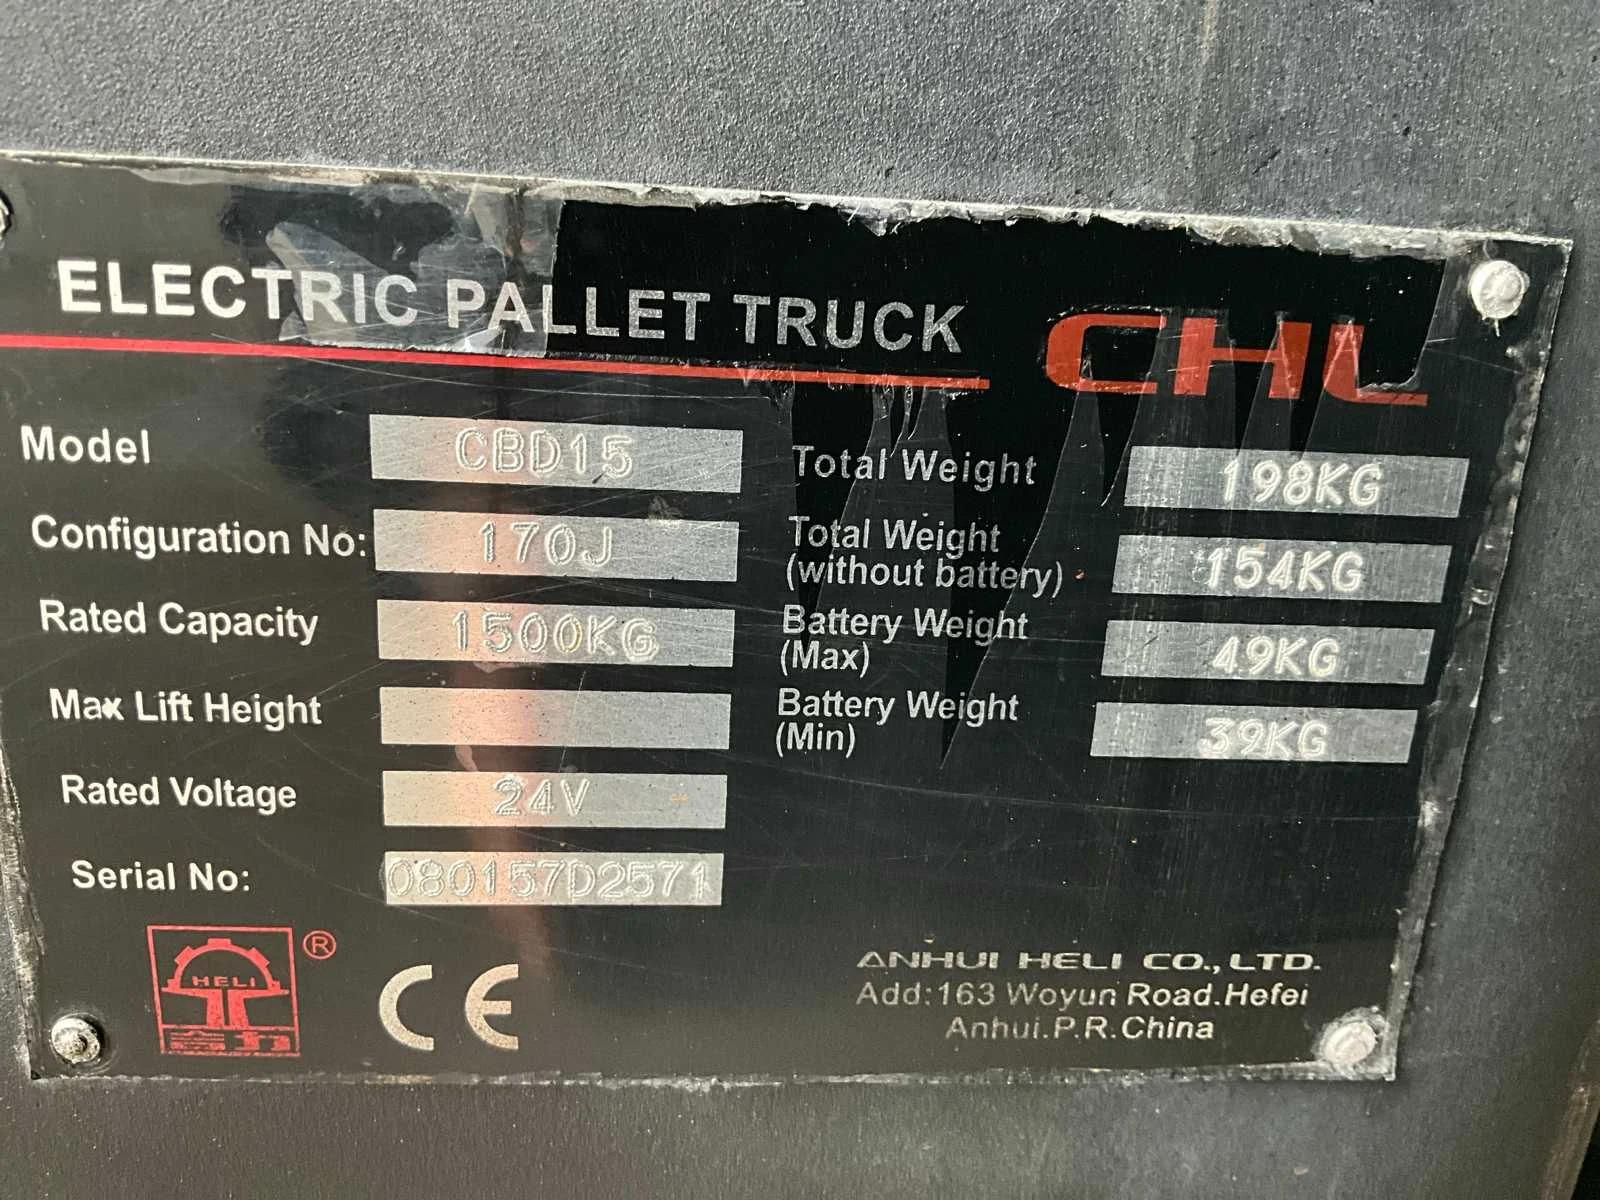 ELECTRIC PALLET TRUCK CHL
Model CBD15
Configuration No: 170J
Rated Capacity 1500KG
Max Lift Height
Rated Voltage 24V
Serial No: 080157D2571
Total Weight 198KG
Total Weight
(without battery) 154KG
Battery Weight
(Max) 49KG
Battery Weight
(Min) 39KG
HELI ®
合力
CE
ANHUI HELI CO., LTD.
Add:163 Woyun Road.Hefei
Anhui.P.R.China